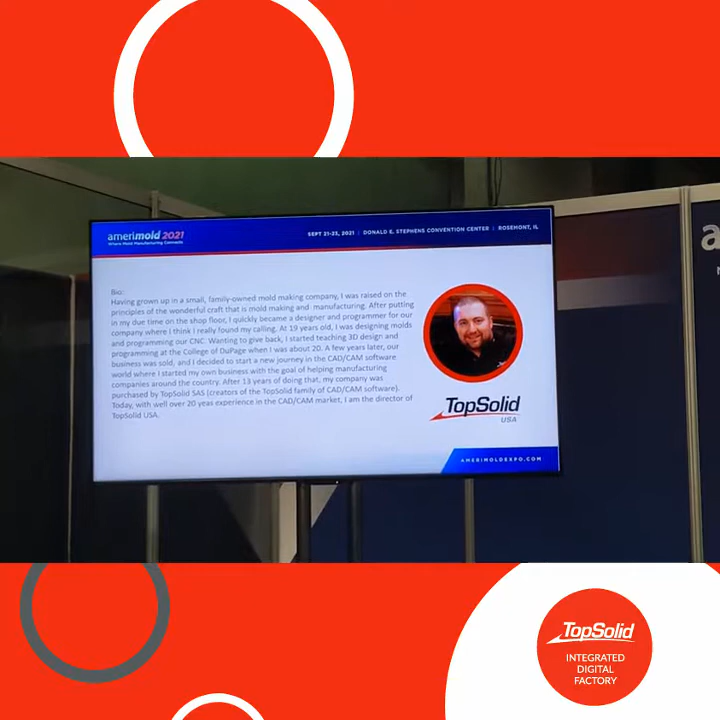 amerimold 2021
Where Mold Manufacturing Connects
SEPT 21-23, 2021 | DONALD E. STEPHENS CONVENTION CENTER | ROSEMONT, IL
Bio:
Having grown up in a small, family-owned mold making company, I was raised on the
principles of the wonderful craft that is mold making and manufacturing. After putting
in my due time on the shop floor, I quickly became a designer and programmer for our
company where I think I really found my calling. At 19 years old, I was designing molds
and programming our CNC. Wanting to give back, I started teaching 3D design and
programming at the College of DuPage when I was about 20. A few years later, our
business was sold, and I decided to start a new journey in the CAD/CAM software
world where I started my own business with the goal of helping manufacturing
companies around the country. After 13 years of doing that, my company was
purchased by TopSolid SAS (creators of the TopSolid family of CAD/CAM software).
Today, with well over 20 yeas experience in the CAD/CAM market, I am the director of
TopSolid USA.
TopSolid
USA
AMERIMOLDEXPO.COM
a
TopSolid
INTEGRATED
DIGITAL
FACTORY